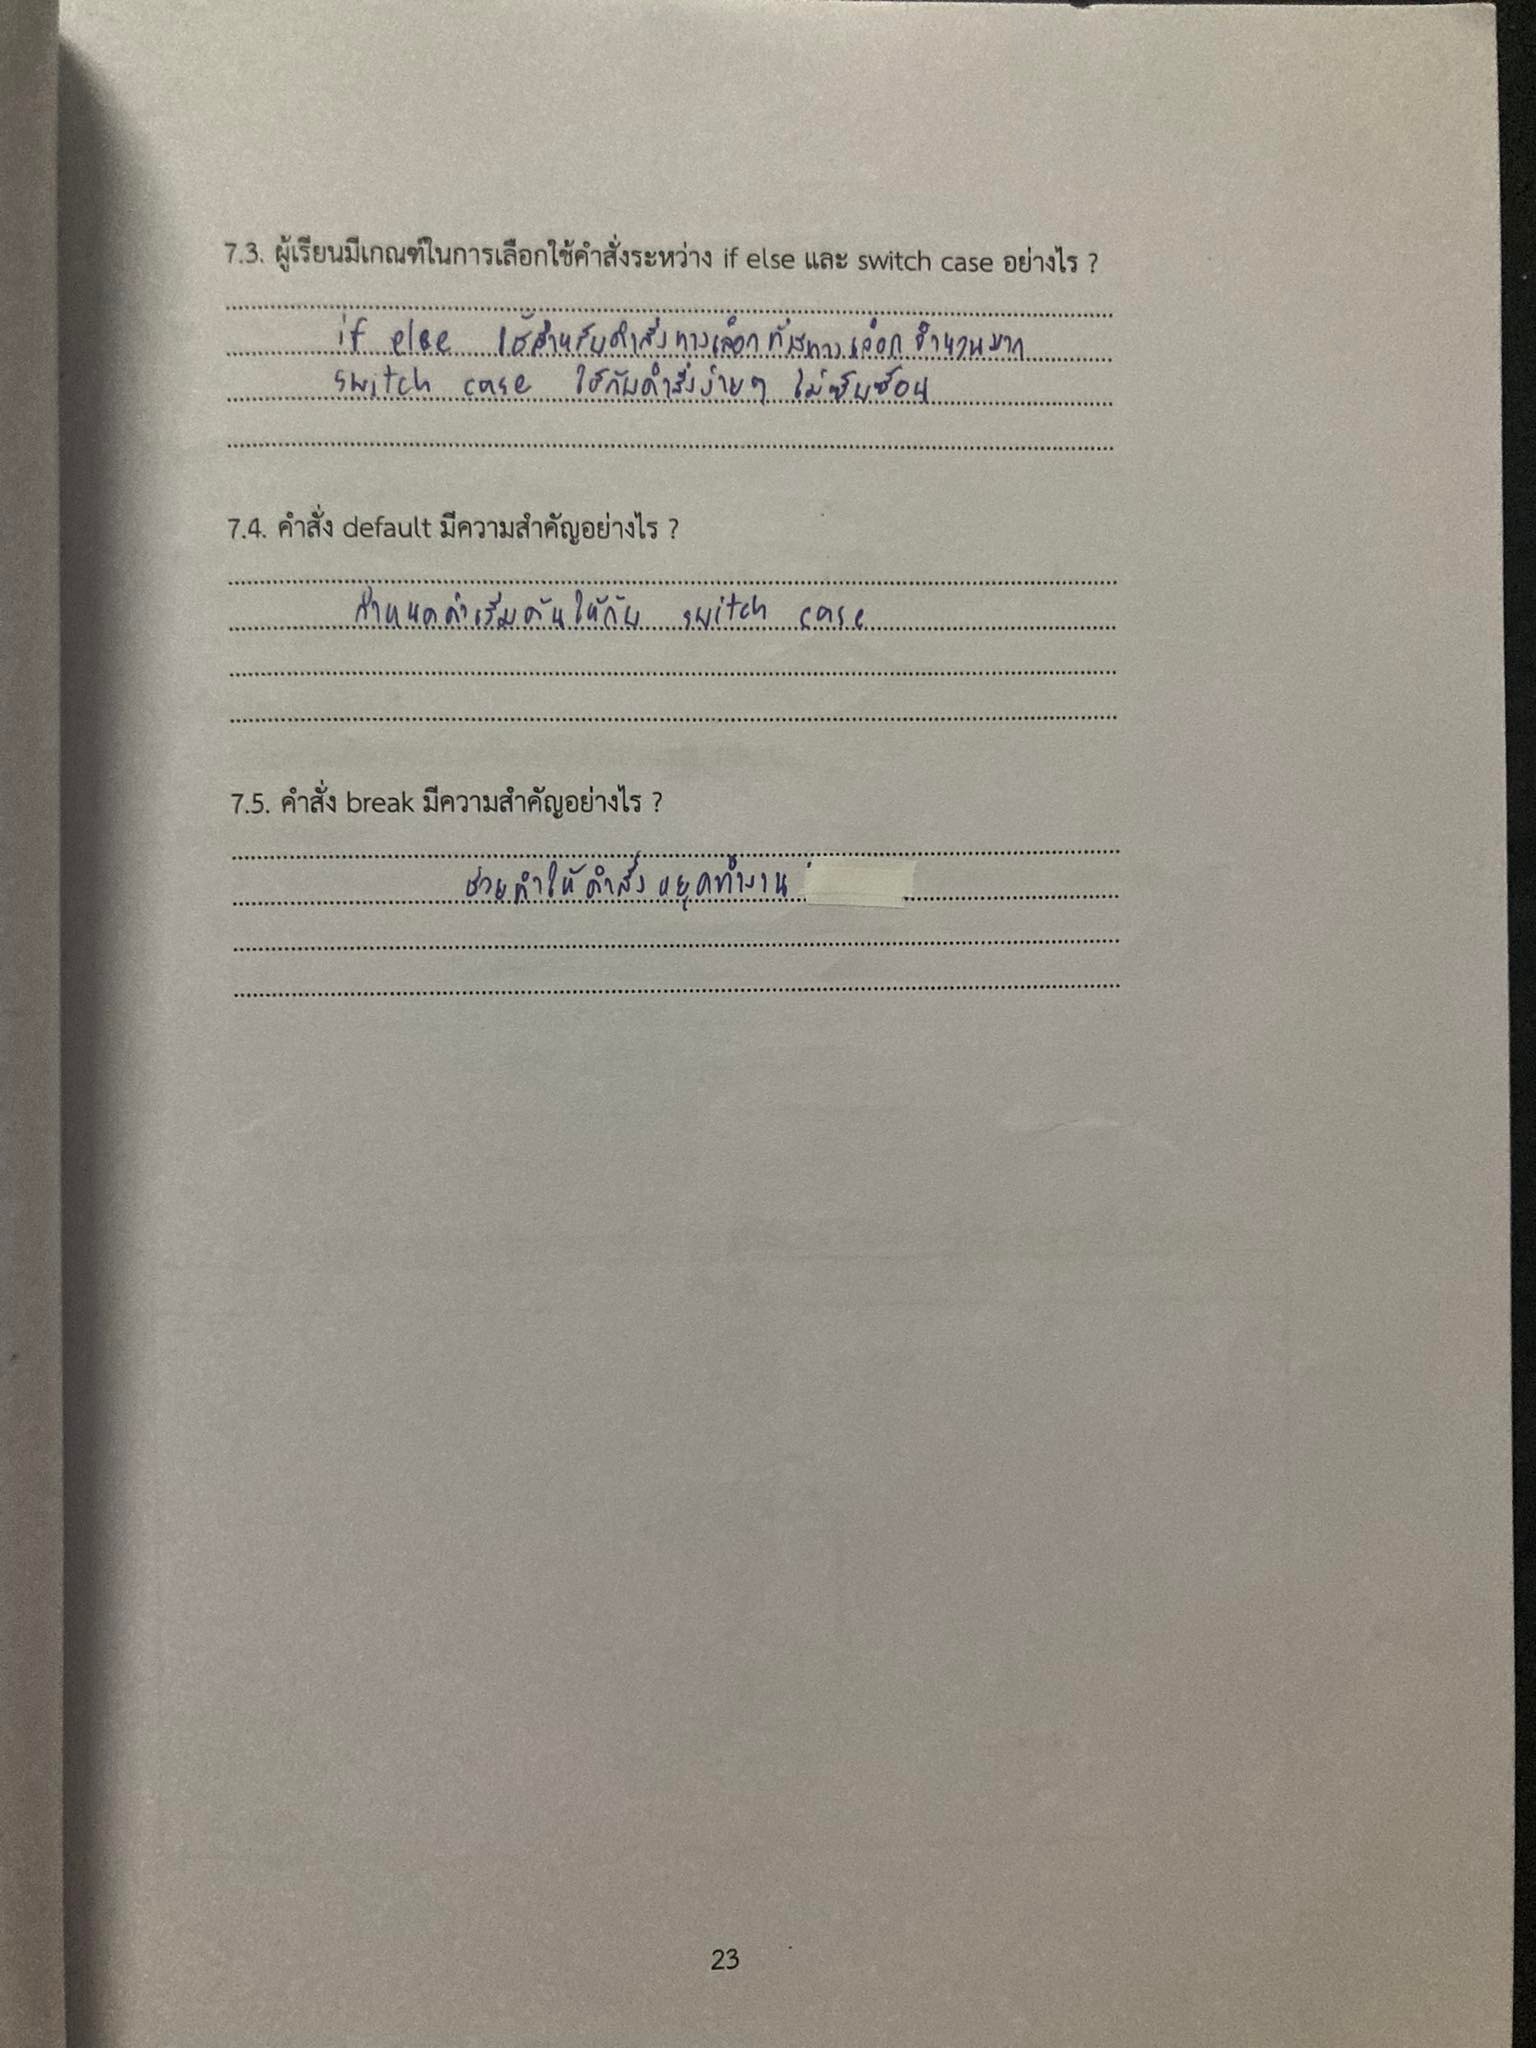 7.3. ผู้เรียนมีเกณฑ์ในการเลือกใช้คำสั่งระหว่าง if else และ switch case อย่างไร ?
if else ใช้สำหรับคำสั่งทางเลือกที่มีทางเลือกจำนวนมาก
switch case ใช้กับคำสั่งง่ายๆ ไม่ซับซ้อน
7.4. คำสั่ง default มีความสำคัญอย่างไร ?
กำหนดค่าเริ่มต้นให้กับ switch case
7.5. คำสั่ง break มีความสำคัญอย่างไร ?
ช่วยทำให้คำสั่งหยุดทำงาน
23